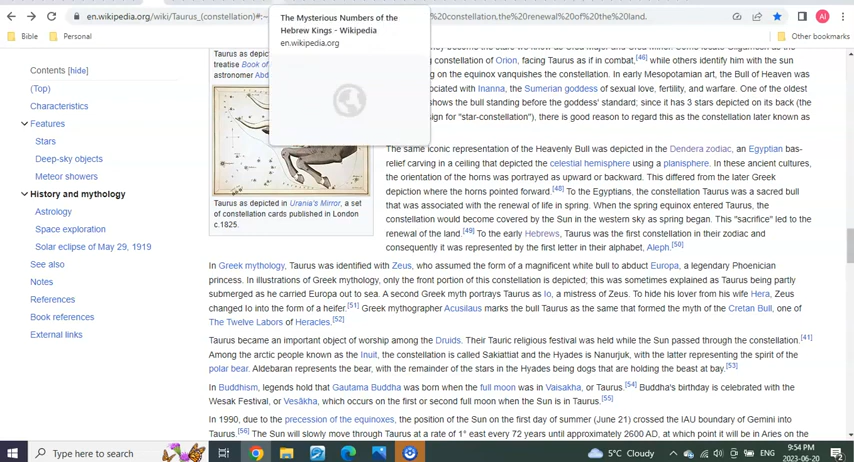 en.wikipedia.org/wiki/Taurus_(constellation)#:~
%20constellation,the%20renewal%20of%20the%20land.
The Mysterious Numbers of the
Hebrew Kings - Wikipedia
en.wikipedia.org
Bible
Personal
Other bookmarks
Contents [hide]
(Top)
Characteristics
Features
Stars
Deep-sky objects
Meteor showers
History and mythology
Astrology
Space exploration
Solar eclipse of May 29, 1919
See also
Notes
References
Book references
External links
Taurus as depic
treatise Book of
astronomer Abd
Taurus as depicted in Urania's Mirror, a set
of constellation cards published in London
c.1825.
ng constellation of Orion, facing Taurus as if in combat,[46] while others identify him with the sun
g on the equinox vanquishes the constellation. In early Mesopotamian art, the Bull of Heaven was
ociated with Inanna, the Sumerian goddess of sexual love, fertility, and warfare. One of the oldest
shows the bull standing before the goddess' standard; since it has 3 stars depicted on its back (the
sign for "star-constellation"), there is good reason to regard this as the constellation later known as
The same iconic representation of the Heavenly Bull was depicted in the Dendera zodiac, an Egyptian bas-
relief carving in a ceiling that depicted the celestial hemisphere using a planisphere. In these ancient cultures,
the orientation of the horns was portrayed as upward or backward. This differed from the later Greek
depiction where the horns pointed forward.[48] To the Egyptians, the constellation Taurus was a sacred bull
that was associated with the renewal of life in spring. When the spring equinox entered Taurus, the
constellation would become covered by the Sun in the western sky as spring began. This "sacrifice" led to the
renewal of the land.[49] To the early Hebrews, Taurus was the first constellation in their zodiac and
consequently it was represented by the first letter in their alphabet, Aleph.[50]
In Greek mythology, Taurus was identified with Zeus, who assumed the form of a magnificent white bull to abduct Europa, a legendary Phoenician
princess. In illustrations of Greek mythology, only the front portion of this constellation is depicted; this was sometimes explained as Taurus being partly
submerged as he carried Europa out to sea. A second Greek myth portrays Taurus as Io, a mistress of Zeus. To hide his lover from his wife Hera, Zeus
changed Io into the form of a heifer.[51] Greek mythographer Acusilaus marks the bull Taurus as the same that formed the myth of the Cretan Bull, one of
The Twelve Labors of Heracles.[52]
Taurus became an important object of worship among the Druids. Their Tauric religious festival was held while the Sun passed through the constellation.[41]
Among the arctic people known as the Inuit, the constellation is called Sakiattiat and the Hyades is Nanurjuk, with the latter representing the spirit of the
polar bear. Aldebaran represents the bear, with the remainder of the stars in the Hyades being dogs that are holding the beast at bay.[53]
In Buddhism, legends hold that Gautama Buddha was born when the full moon was in Vaisakha, or Taurus.[54] Buddha's birthday is celebrated with the
Wesak Festival, or Vesākha, which occurs on the first or second full moon when the Sun is in Taurus.[55]
In 1990, due to the precession of the equinoxes, the position of the Sun on the first day of summer (June 21) crossed the IAU boundary of Gemini into
Taurus.[56] The Sun will slowly move through Taurus at a rate of 1° east every 72 years until approximately 2600 AD, at which point it will be in Aries on the
Type here to search
5°C Cloudy
ENG
9:54 PM
2023-06-20
2